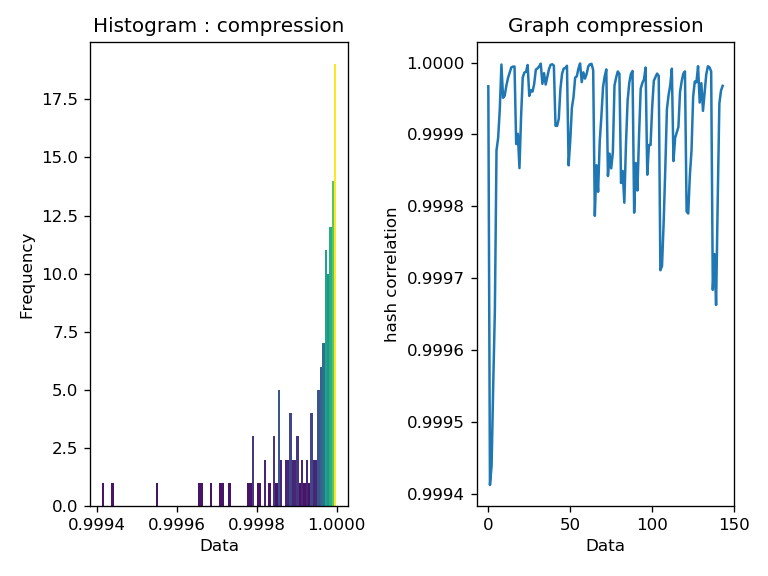 Histogram : compression
Frequency
17.5
15.0
12.5
10.0
7.5
5.0
2.5
0.0
0.9994 0.9996 0.9998 1.0000
Data
Graph compression
hash correlation
1.0000
0.9999
0.9998
0.9997
0.9996
0.9995
0.9994
0 50 100 150
Data